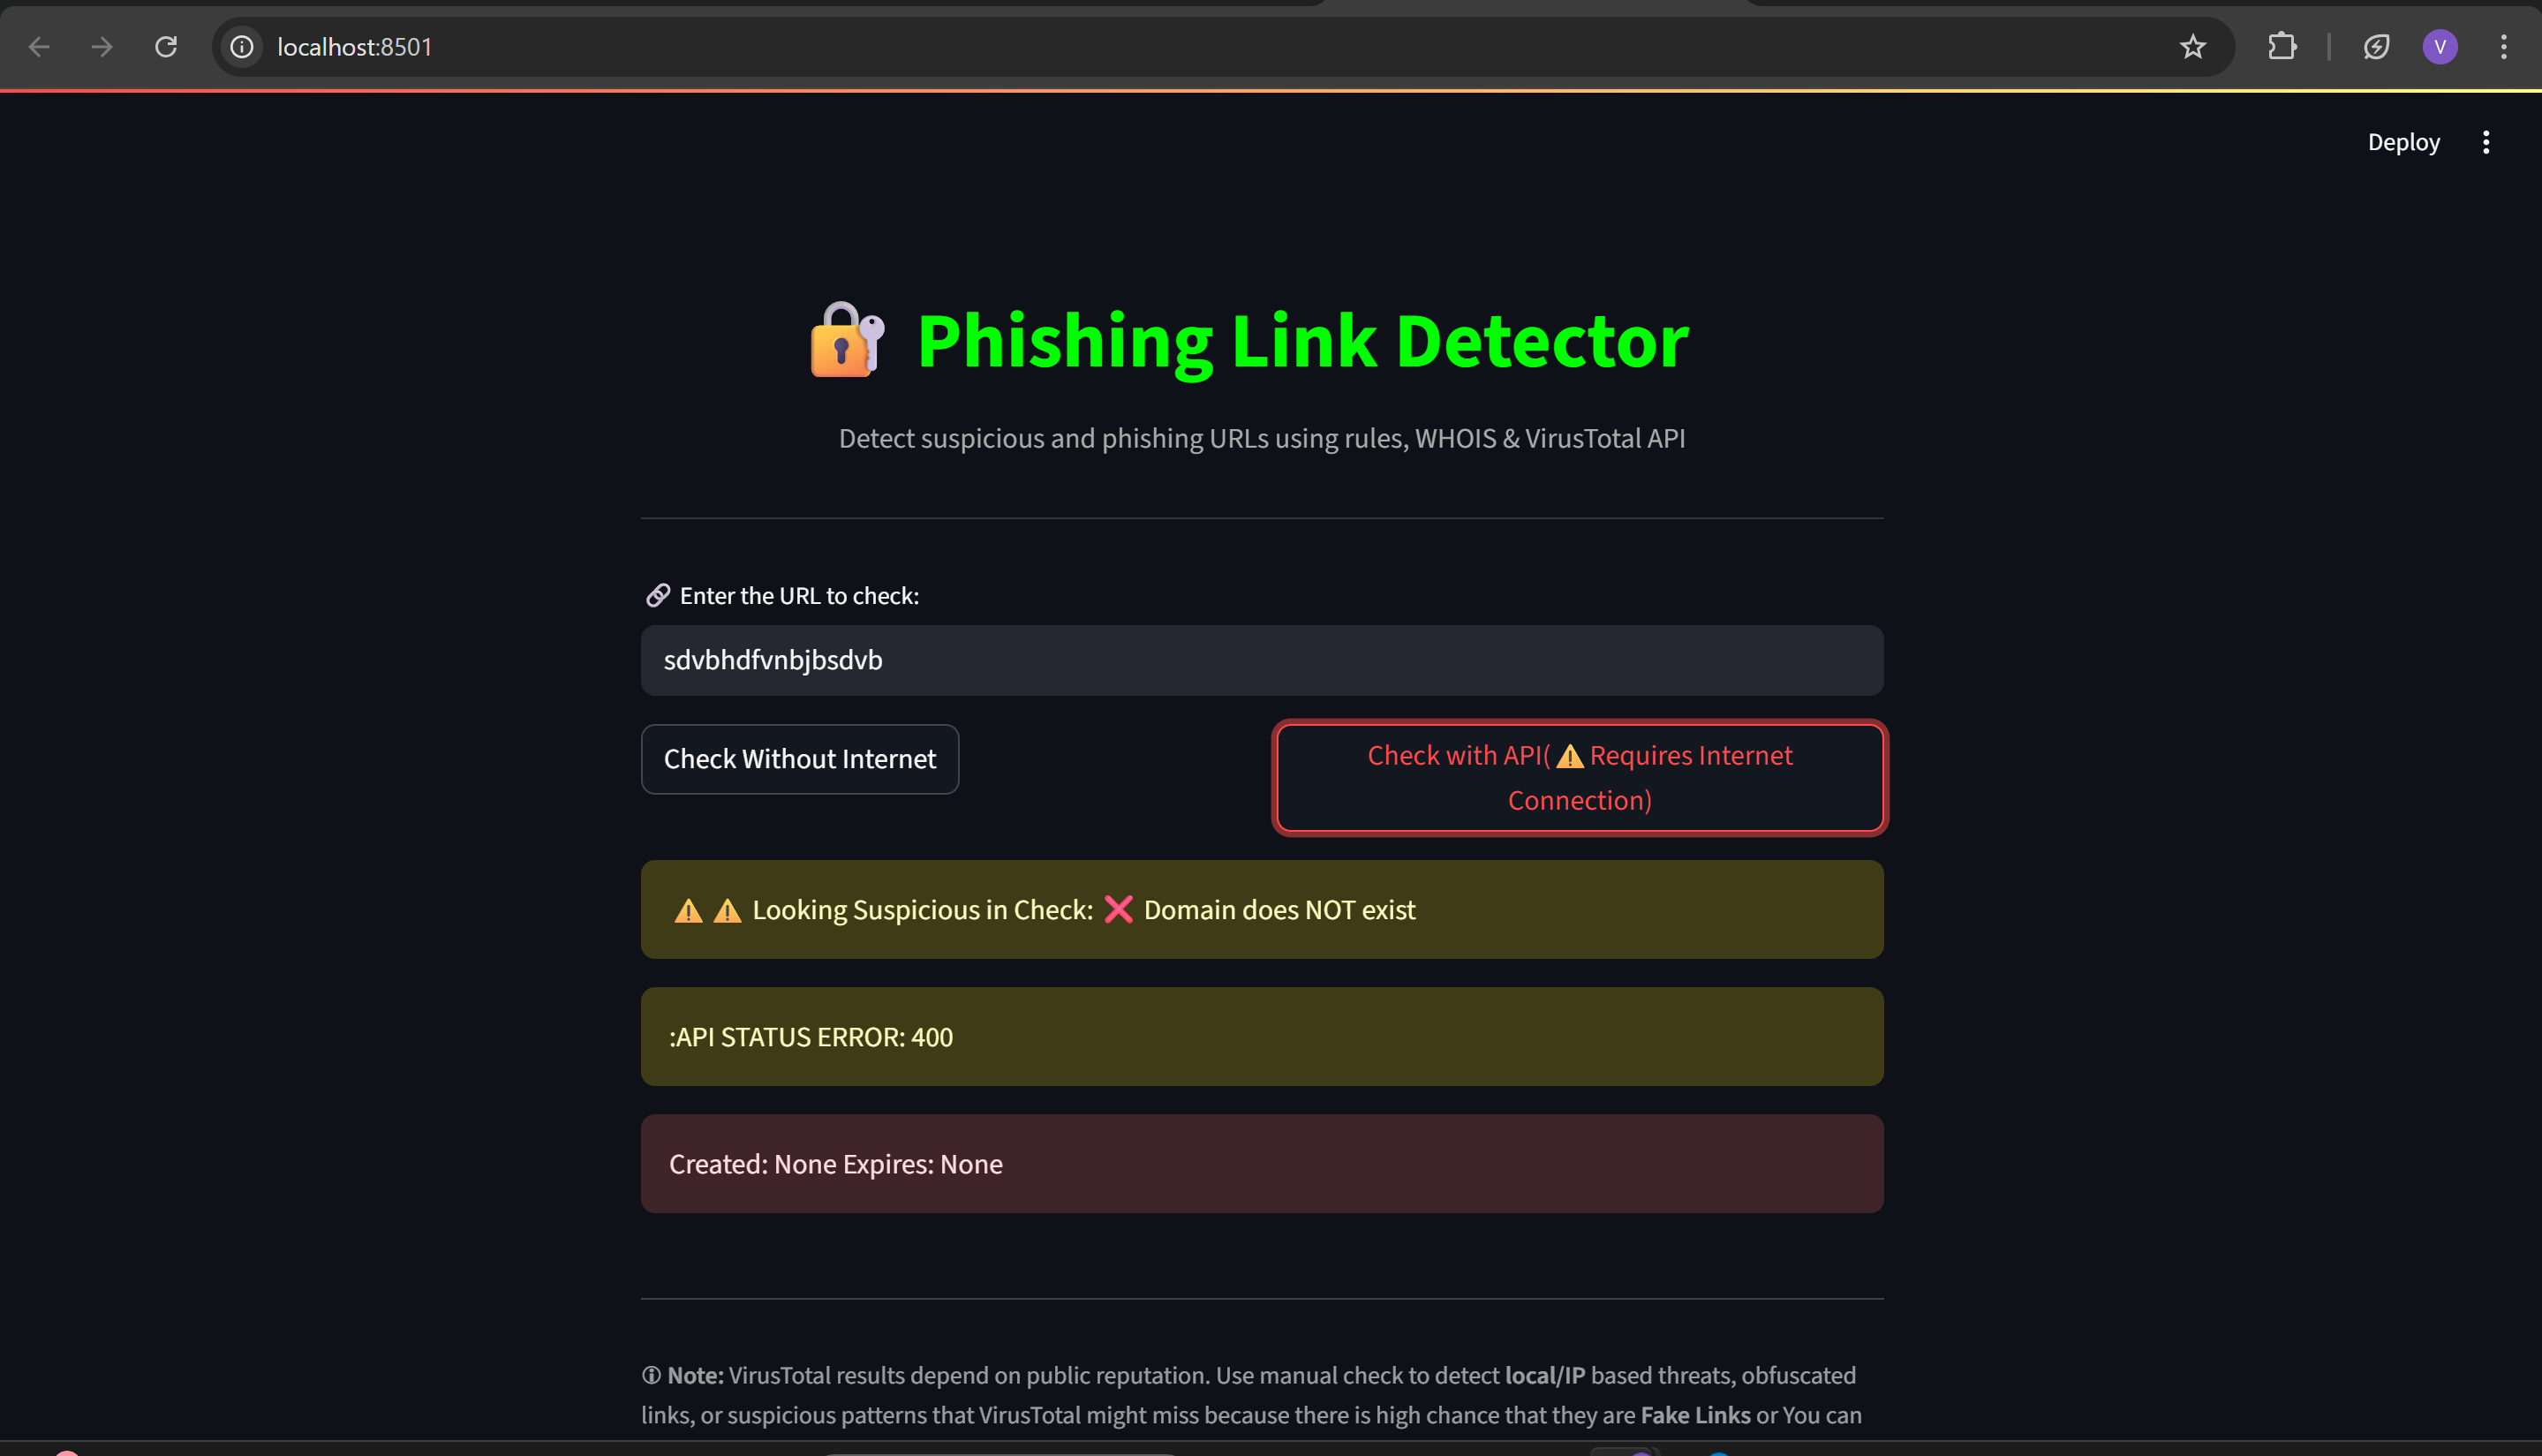 localhost:8501
V
Deploy
🔐 Phishing Link Detector
Detect suspicious and phishing URLs using rules, WHOIS & VirusTotal API
🔗 Enter the URL to check:
sdvbhdfvnbjbsdvb
Check Without Internet
Check with API(⚠️ Requires Internet
Connection)
⚠️ ⚠️ Looking Suspicious in Check: ❌ Domain does NOT exist
:API STATUS ERROR: 400
Created: None Expires: None
🛈 Note: VirusTotal results depend on public reputation. Use manual check to detect local/IP based threats, obfuscated
links, or suspicious patterns that VirusTotal might miss because there is high chance that they are Fake Links or You can